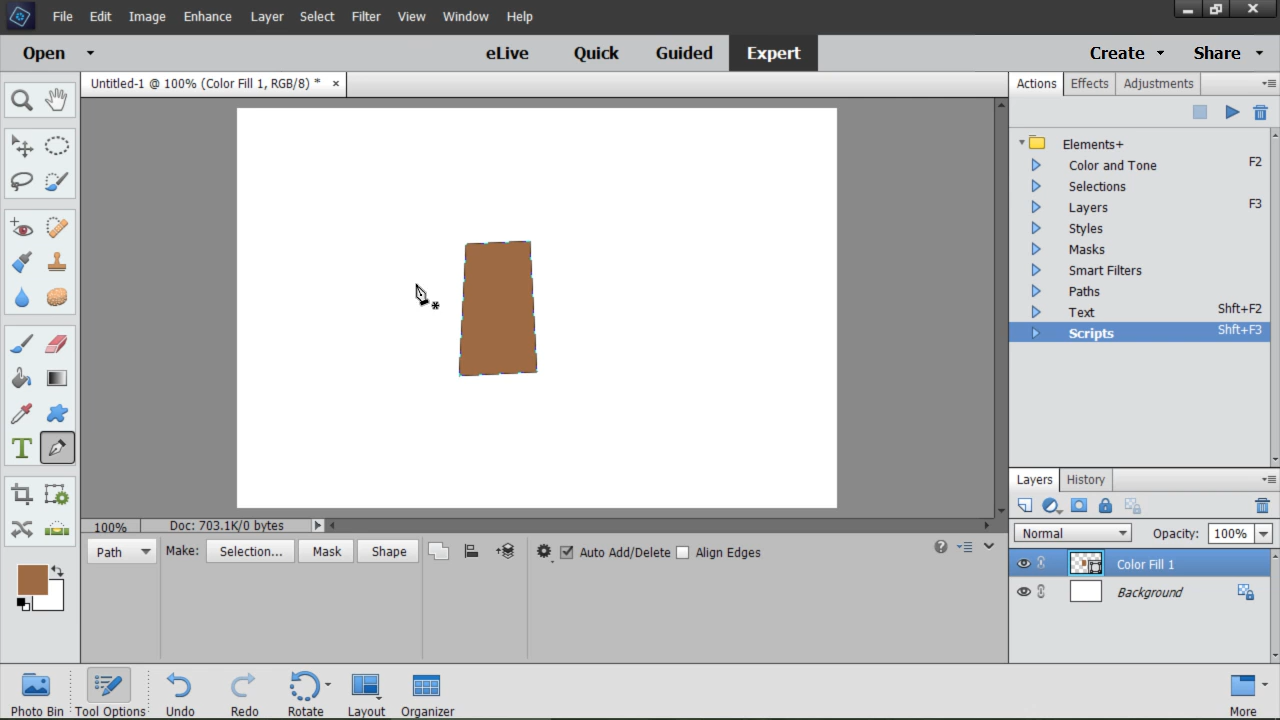 File Edit Image Enhance Layer Select Filter View Window Help
Open eLive Quick Guided Expert Create Share
Untitled-1 @ 100% (Color Fill 1, RGB/8) * ×
Actions Effects Adjustments
Elements+
Color and Tone F2
Selections
Layers F3
Styles
Masks
Smart Filters
Paths
Text Shft+F2
Scripts Shft+F3
T
Layers History
Normal Opacity: 100%
Color Fill 1
Background
100% Doc: 703.1K/0 bytes
Path Make: Selection... Mask Shape Auto Add/Delete Align Edges
Photo Bin Tool Options Undo Redo Rotate Layout Organizer More